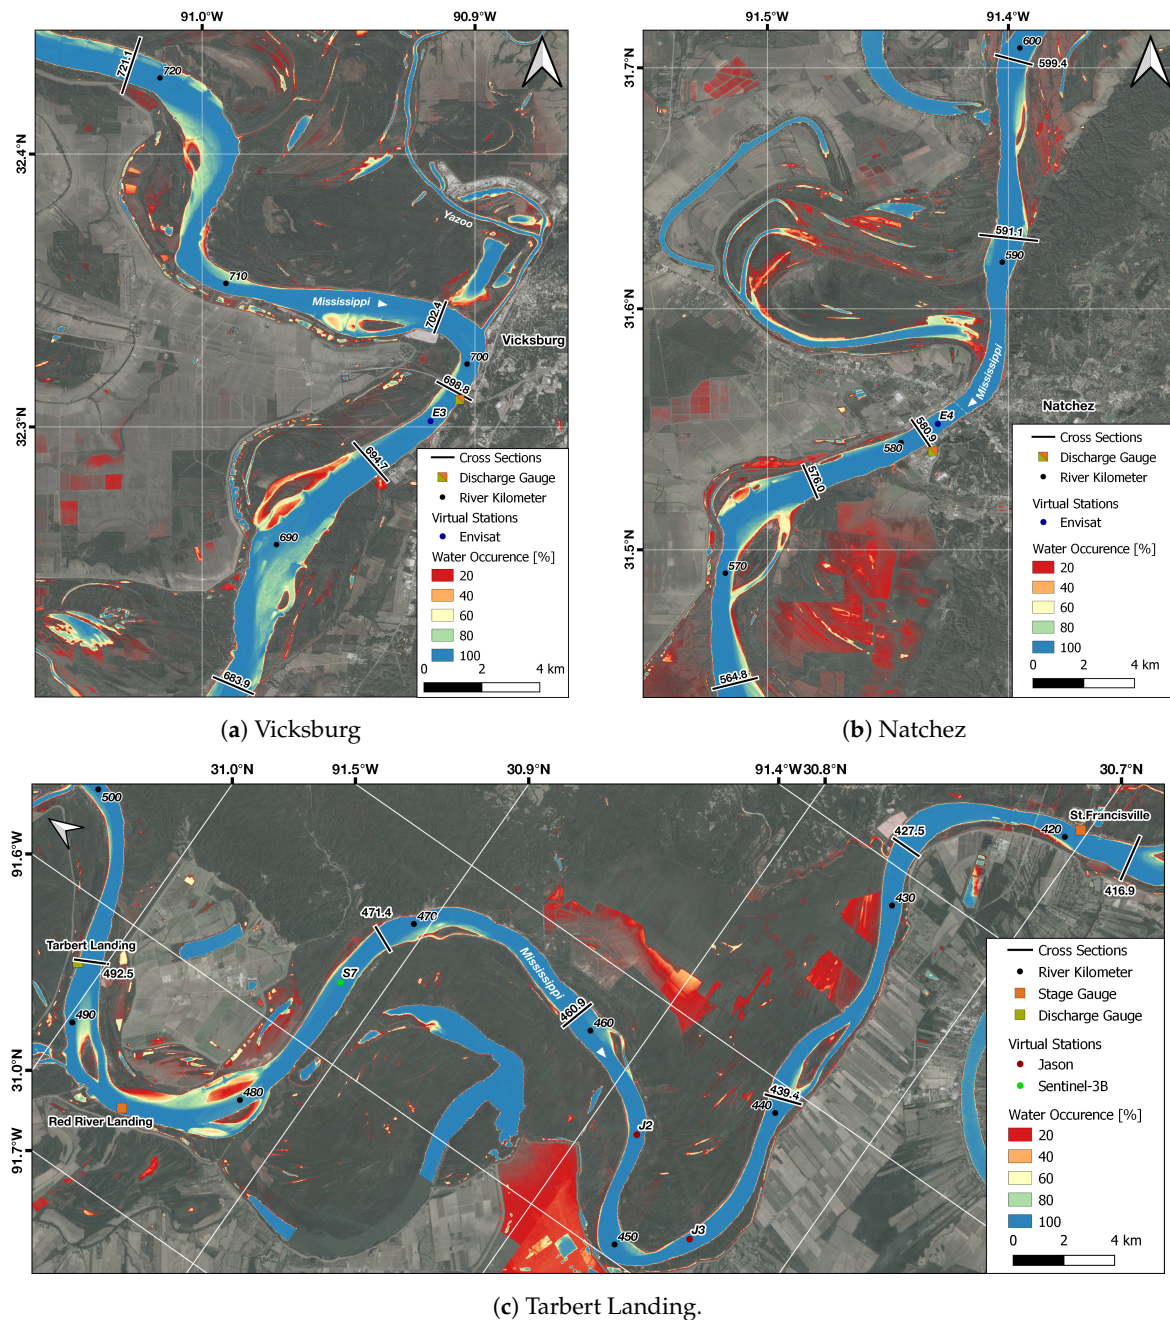 91.0°W
90.9°W
32.4°N
32.3°N
721.1
720
Yazoo
710
Mississippi
702.4
Vicksburg
700
698.8
E3
694.7
690
683.9
Cross Sections
Discharge Gauge
River Kilometer
Virtual Stations
Envisat
Water Occurence [%]
20
40
60
80
100
0 2 4 km
(a) Vicksburg
91.5°W
91.4°W
31.7°N
31.6°N
31.5°N
600
599.4
591.1
590
Mississippi
Natchez
E4
580.9
580
576.0
570
564.8
Cross Sections
Discharge Gauge
River Kilometer
Virtual Stations
Envisat
Water Occurence [%]
20
40
60
80
100
0 2 4 km
(b) Natchez
31.0°N
91.5°W
30.9°N
91.4°W
30.8°N
30.7°N
91.6°W
31.0°N
91.7°W
500
Tarbert Landing
492.5
490
Red River Landing
480
S7
471.4
470
Mississippi
460.9
460
J2
450
J3
439.4
440
430
427.5
420
St.Francisville
416.9
Cross Sections
River Kilometer
Stage Gauge
Discharge Gauge
Virtual Stations
Jason
Sentinel-3B
Water Occurence [%]
20
40
60
80
100
0 2 4 km
(c) Tarbert Landing.